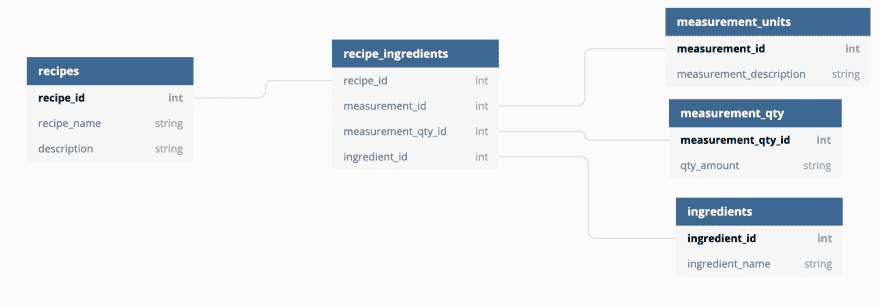 recipes
recipe_id int
recipe_name string
description string
recipe_ingredients
recipe_id int
measurement_id int
measurement_qty_id int
ingredient_id int
measurement_units
measurement_id int
measurement_description string
measurement_qty
measurement_qty_id int
qty_amount string
ingredients
ingredient_id int
ingredient_name string